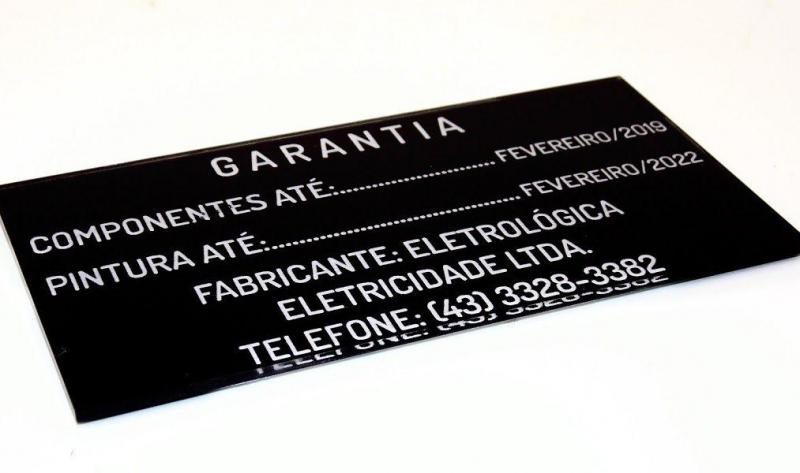 GARANTIA
COMPONENTES ATÉ:........................FEVEREIRO/2019
PINTURA ATÉ:.......................................FEVEREIRO/2022
FABRICANTE: ELETROLÓGICA
ELETRICIDADE LTDA.
TELEFONE: (43) 3328-3382